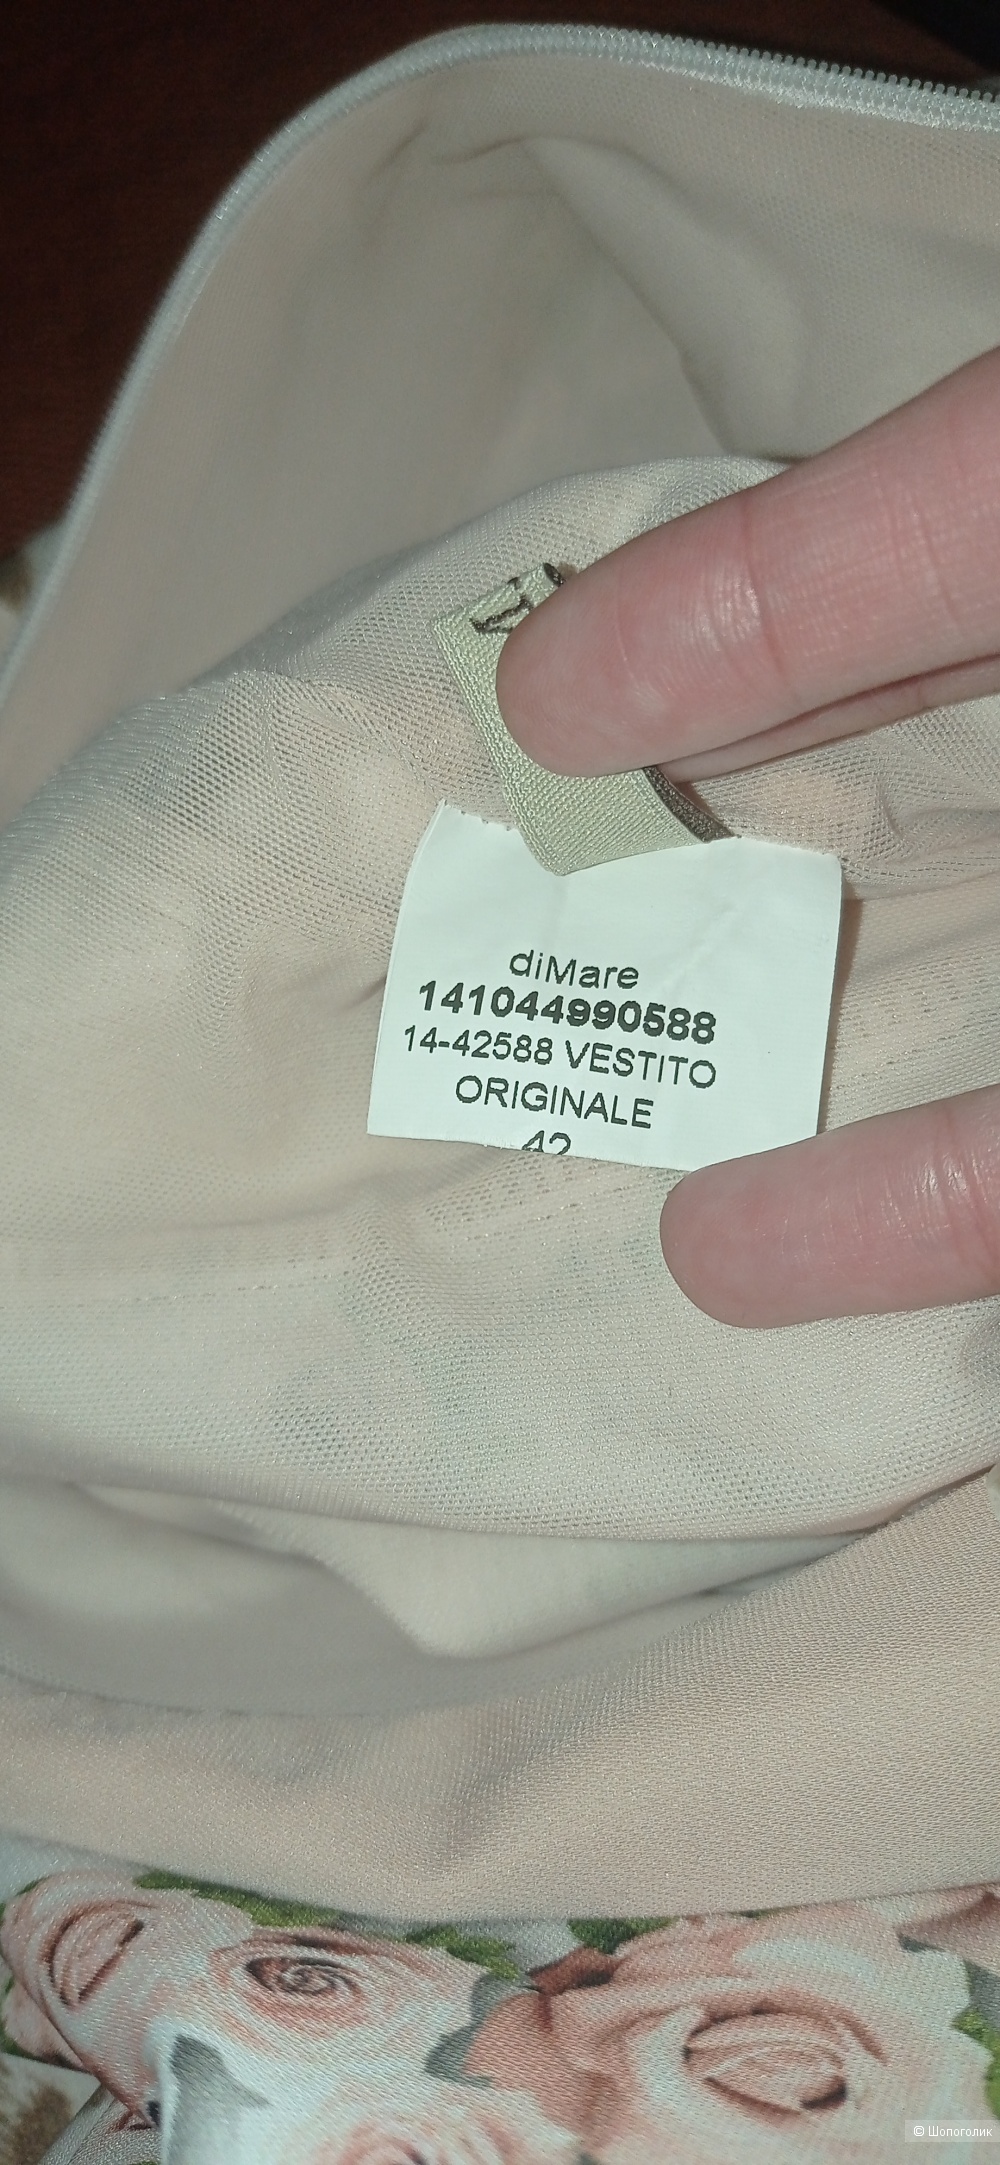 diMare
141044990588
14-42588 VESTITO
ORIGINALE
42
© Шопоголик